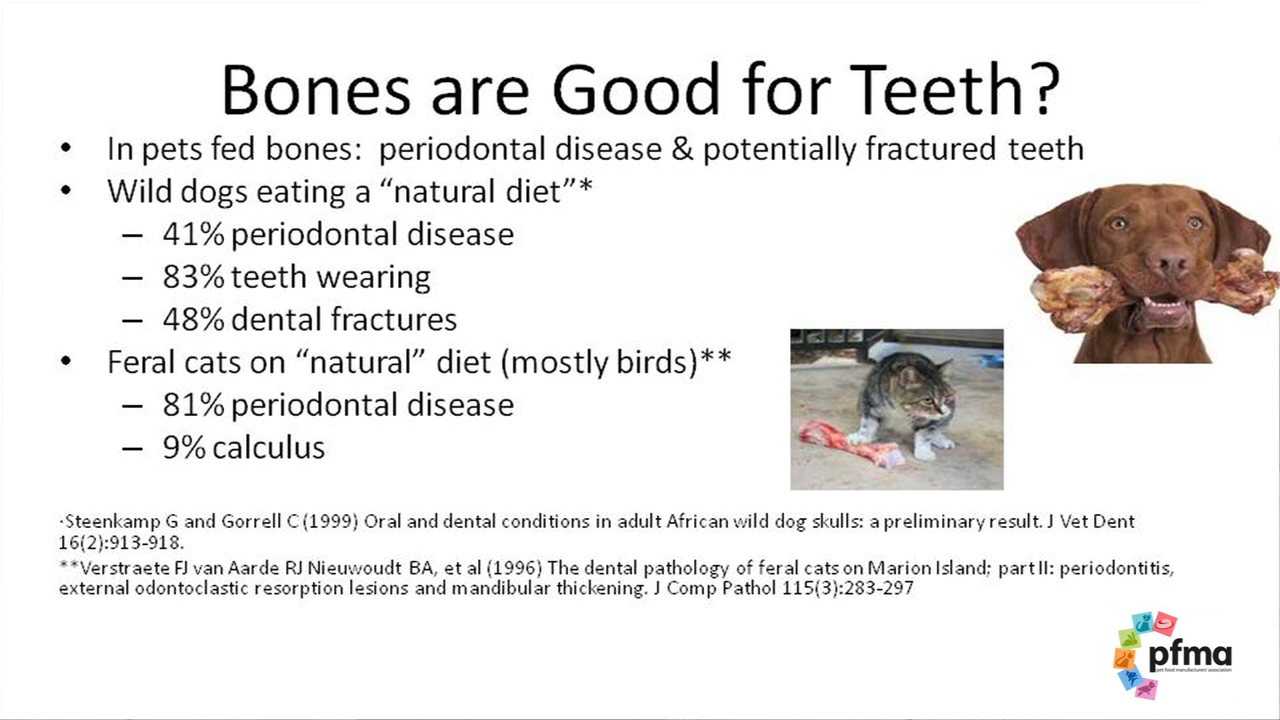 Bones are Good for Teeth?
• In pets fed bones: periodontal disease & potentially fractured teeth
• Wild dogs eating a “natural diet”*
– 41% periodontal disease
– 83% teeth wearing
– 48% dental fractures
• Feral cats on “natural” diet (mostly birds)**
– 81% periodontal disease
– 9% calculus
·Steenkamp G and Gorrell C (1999) Oral and dental conditions in adult African wild dog skulls: a preliminary result. J Vet Dent
16(2):913-918.
**Verstraete FJ van Aarde RJ Nieuwoudt BA, et al (1996) The dental pathology of feral cats on Marion Island; part II: periodontitis,
external odontoclastic resorption lesions and mandibular thickening. J Comp Pathol 115(3):283-297
pfma
pet food manufacturers' association